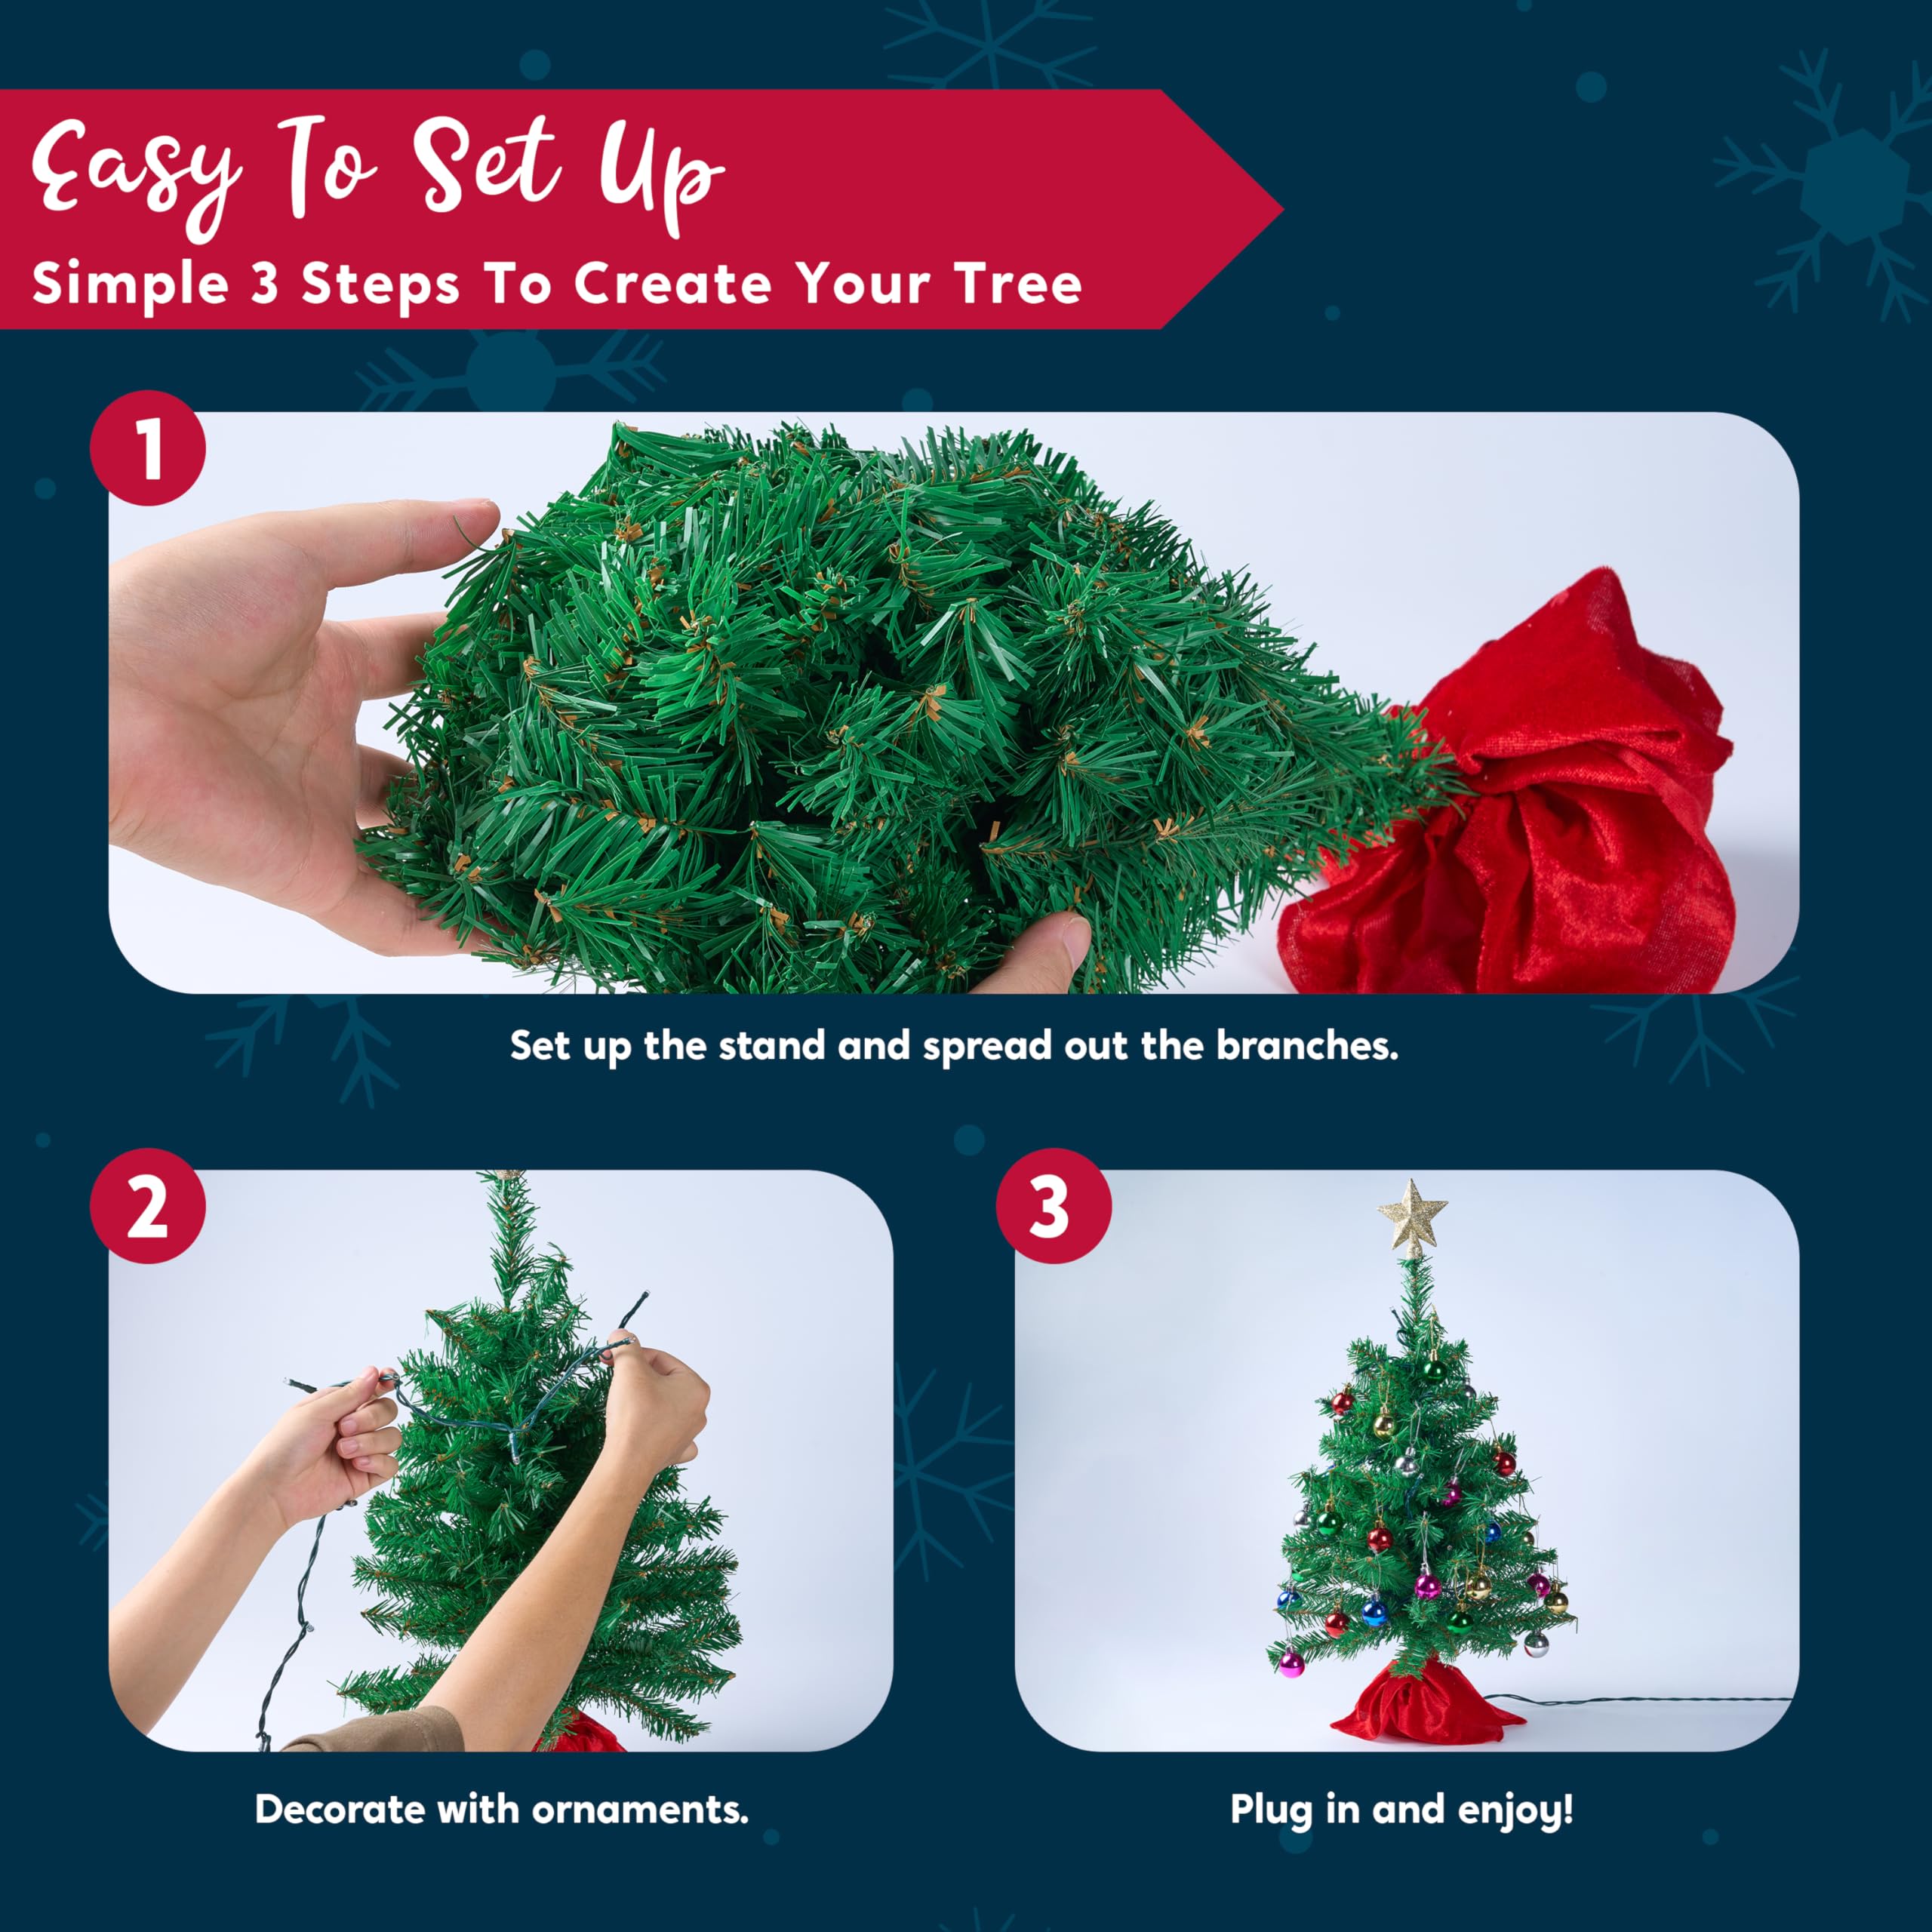 Easy To Set Up
Simple 3 Steps To Create Your Tree
1
Set up the stand and spread out the branches.
2
Decorate with ornaments.
3
Plug in and enjoy!